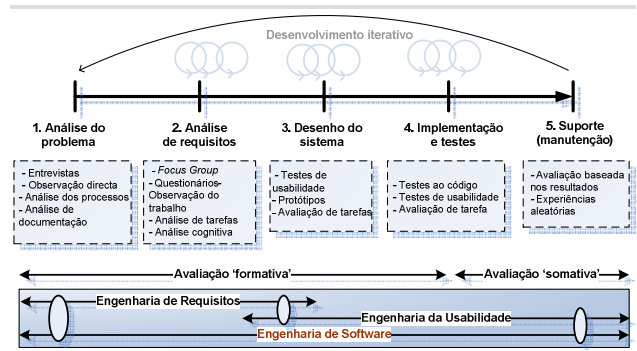 Desenvolvimento iterativo
1. Análise do
problema
2. Análise
de requisitos
3. Desenho do
sistema
4. Implementação
e testes
5. Suporte
(manutenção)
- Entrevistas
- Observação directa
- Análise dos processos
- Análise de
documentação
- Focus Group
- Questionários-
Observação do
trabalho
- Análise de tarefas
- Análise cognitiva
- Testes de
usabilidade
- Protótipos
- Avaliação de tarefas
- Testes ao código
- Testes de usabilidade
- Avaliação de tarefa
- Avaliação baseada
nos resultados
- Experiências
aleatórias
Avaliação ‘formativa’
Avaliação ‘somativa’
Engenharia de Requisitos
Engenharia da Usabilidade
Engenharia de Software